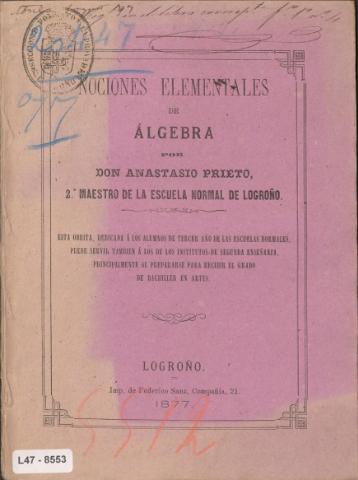 47
97
NOCIONES ELEMENTALES
DE
ÁLGEBRA
POR
DON ANASTASIO PRIETO,
2.º MAESTRO DE LA ESCUELA NORMAL DE LOGROÑO.
ESTA OBRITA, DEDICADA Á LOS ALUMNOS DE TERCER AÑO DE LAS ESCUELAS NORMALES,
PUEDE SERVIR TAMBIEN Á LOS DE LOS INSTITUTOS DE SEGUNDA ENSEÑANZA,
PRINCIPALMENTE AL PREPARARSE PARA RECIBIR EL GRADO
DE BACHILLER EN ARTES.
LOGROÑO.
Imp. de Federico Sanz, Compañía, 21.
1877.
5512
L47 - 8553